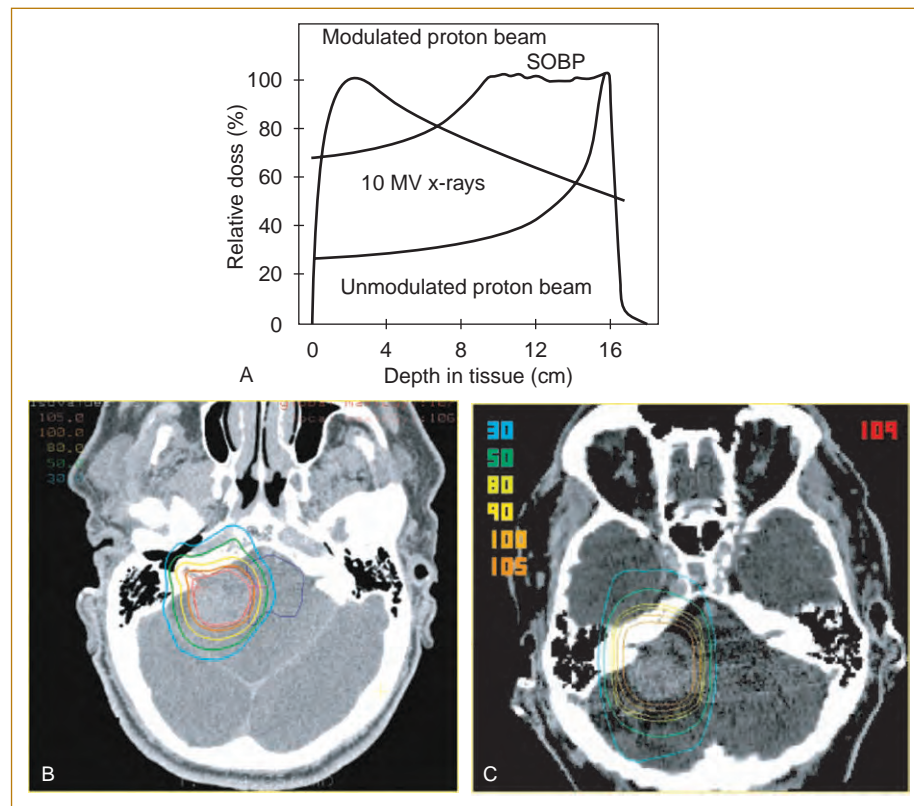 Modulated proton beam
SOBP
100
80
60
40
20
0
Relative doss (%)
10 MV x-rays
Unmodulated proton beam
0 4 8 12 16
Depth in tissue (cm)
A
105.0
100.0
80.0
50.0
30.0
B
30
50
80
90
100
105
109
C